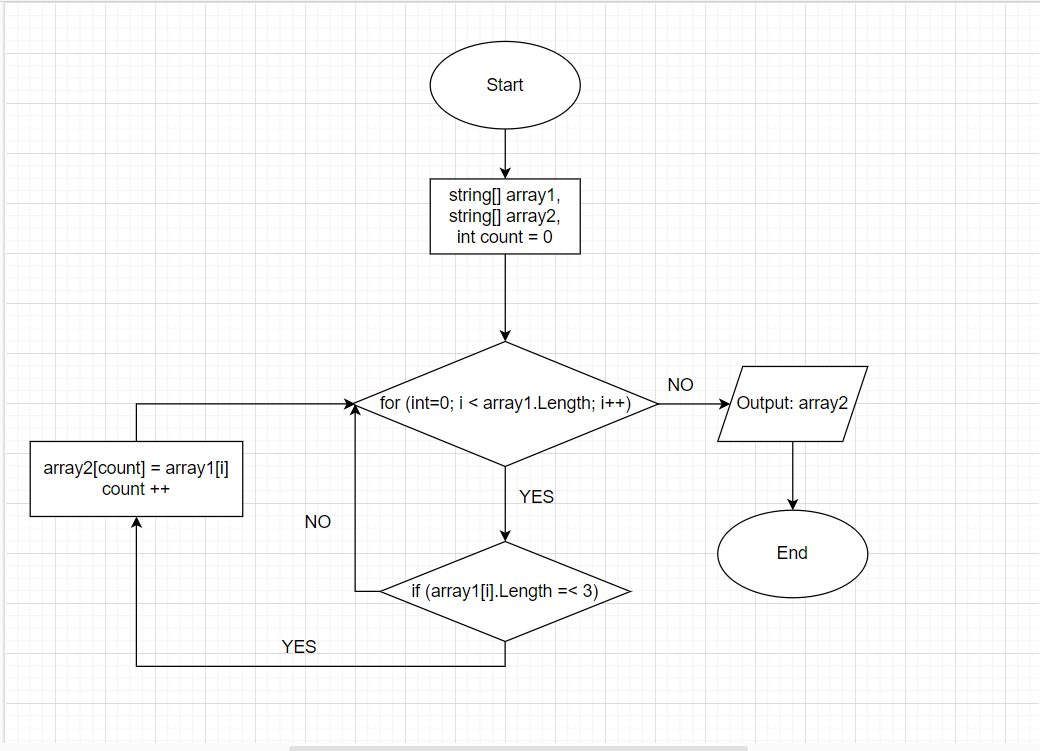 Start
string[] array1,
string[] array2,
int count = 0
for (int=0; i < array1.Length; i++)
NO
Output: array2
array2[count] = array1[i]
count ++
YES
NO
End
if (array1[i].Length =< 3)
YES